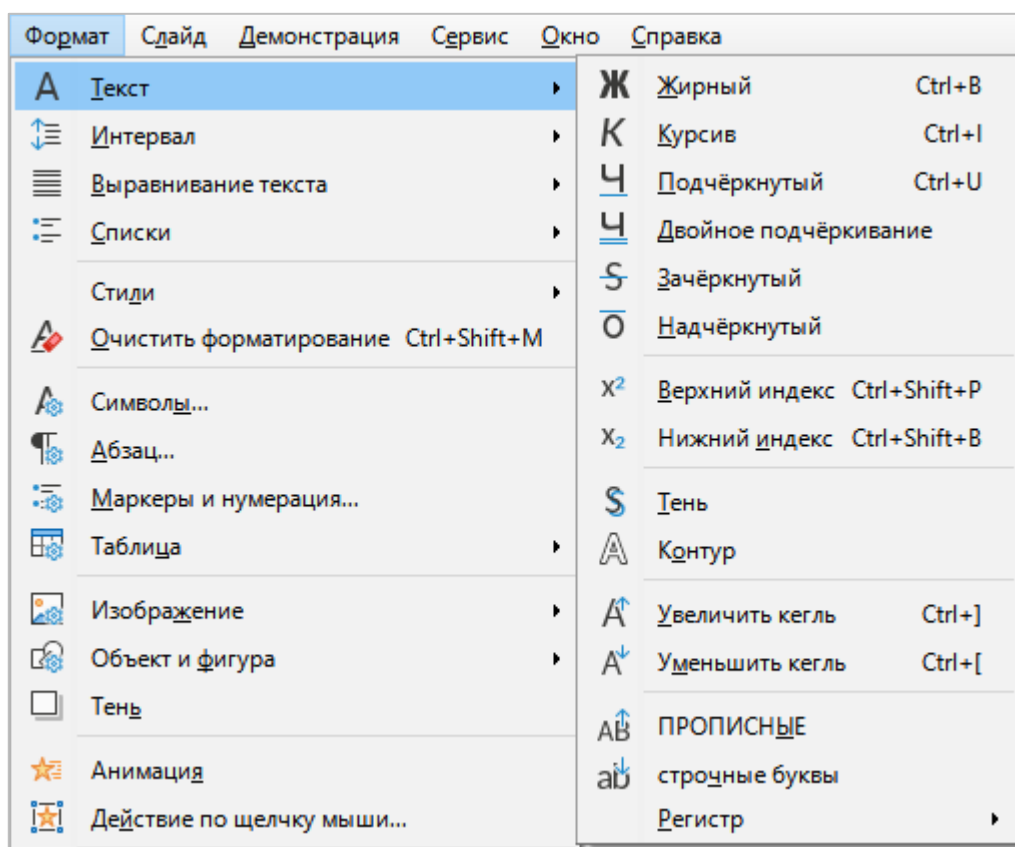 Формат Слайд Демонстрация Сервис Окно Справка
Текст
Интервал
Выравнивание текста
Списки
Стили
Очистить форматирование Ctrl+Shift+M
Символы...
Абзац...
Маркеры и нумерация...
Таблица
Изображение
Объект и фигура
Тень
Анимация
Действие по щелчку мыши...
Ж Жирный Ctrl+B
К Курсив Ctrl+I
Ч Подчёркнутый Ctrl+U
Ч Двойное подчёркивание
S Зачёркнутый
O Надчёркнутый
X² Верхний индекс Ctrl+Shift+P
X₂ Нижний индекс Ctrl+Shift+B
S Тень
A Контур
A Увеличить кегль Ctrl+]
A Уменьшить кегль Ctrl+[
AB ПРОПИСНЫЕ
ab строчные буквы
Регистр